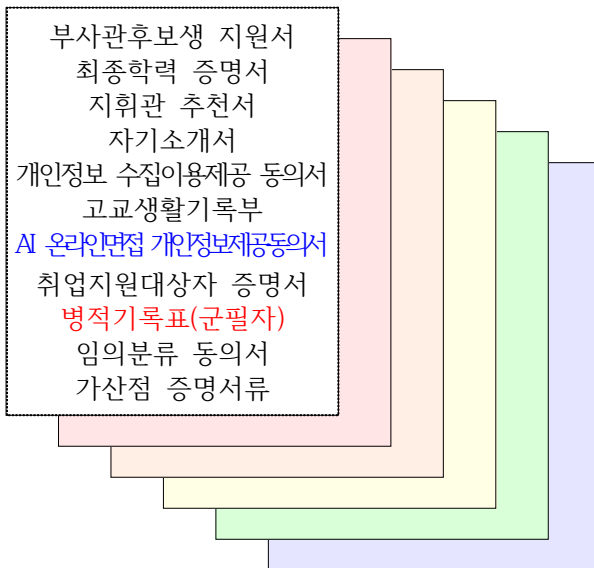 부사관후보생 지원서
최종학력 증명서
지휘관 추천서
자기소개서
개인정보 수집이용제공 동의서
고교생활기록부
AI 온라인면접 개인정보제공동의서
취업지원대상자 증명서
병적기록표(군필자)
임의분류 동의서
가산점 증명서류